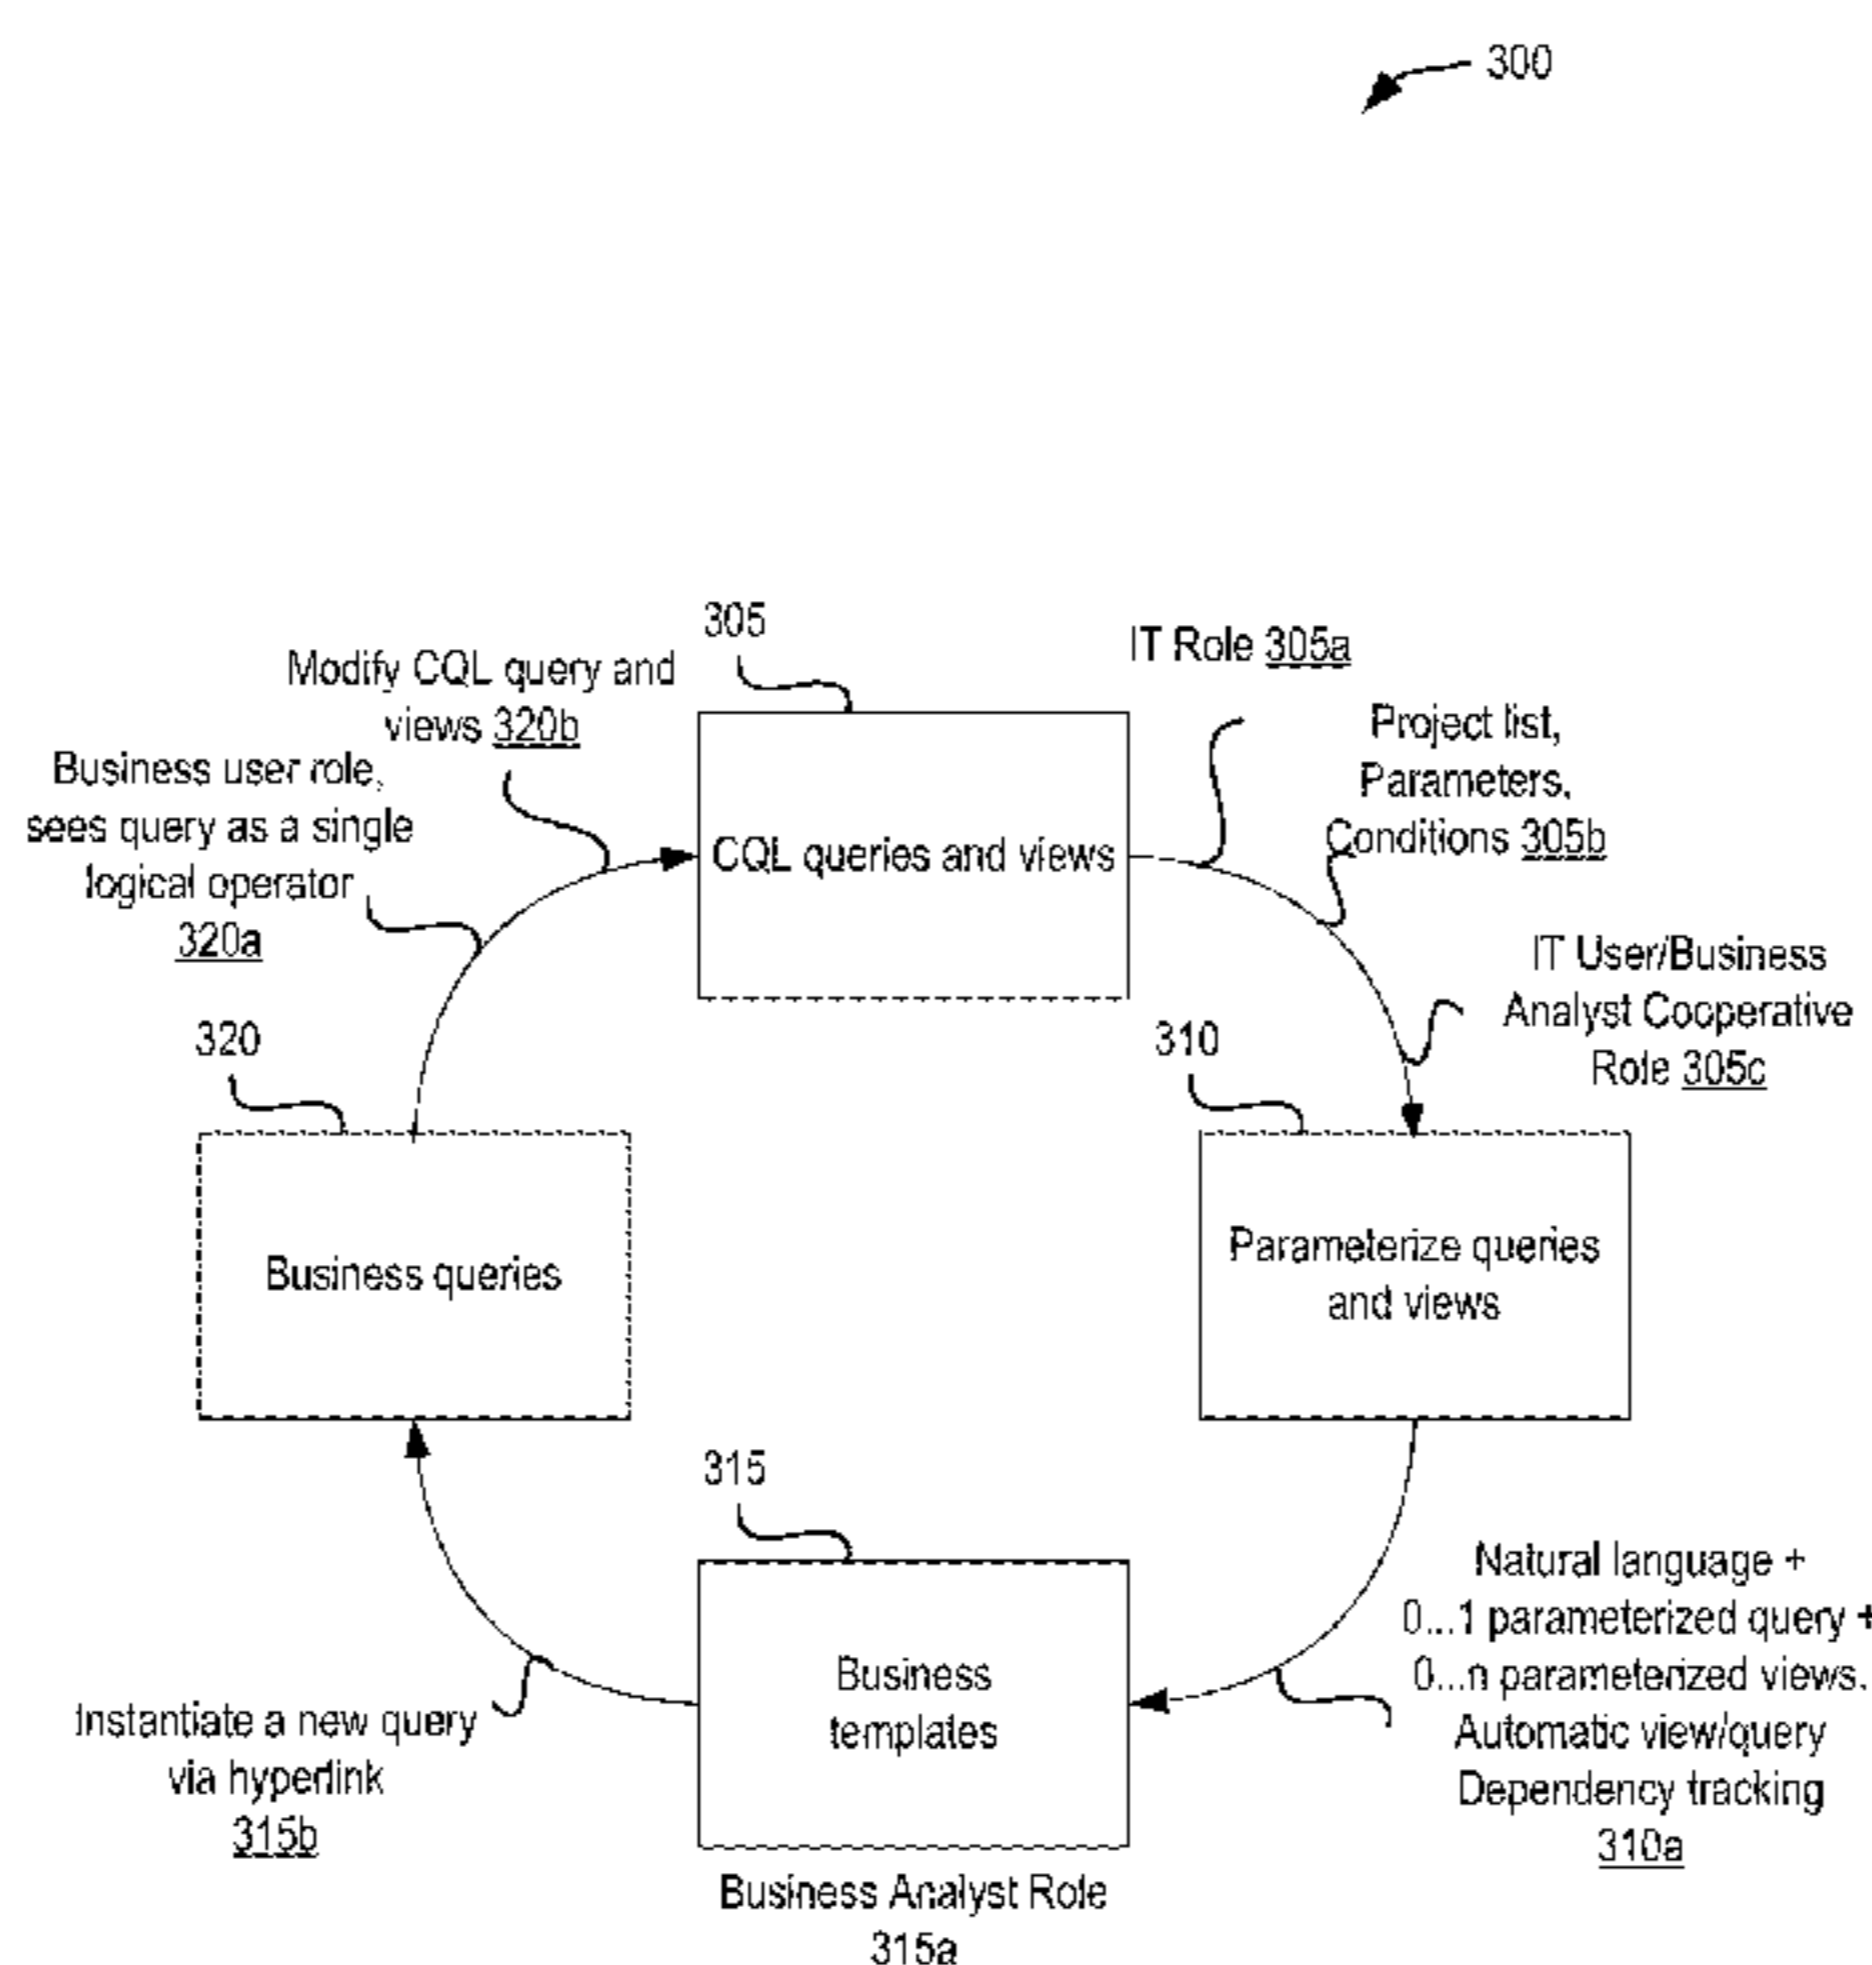 300
305
IT Role 305a
Modify CQL query and
views 320b
Project list,
Parameters,
Conditions 305b
Business user role,
sees query as a single
logical operator
320a
CQL queries and views
IT User/Business
Analyst Cooperative
Role 305c
320
310
Business queries
Parameterize queries
and views
315
Natural language +
0...1 parameterized query +
0...n parameterized views.
Automatic view/query
Dependency tracking
310a
Business
templates
Instantiate a new query
via hyperlink
315b
Business Analyst Role
315a